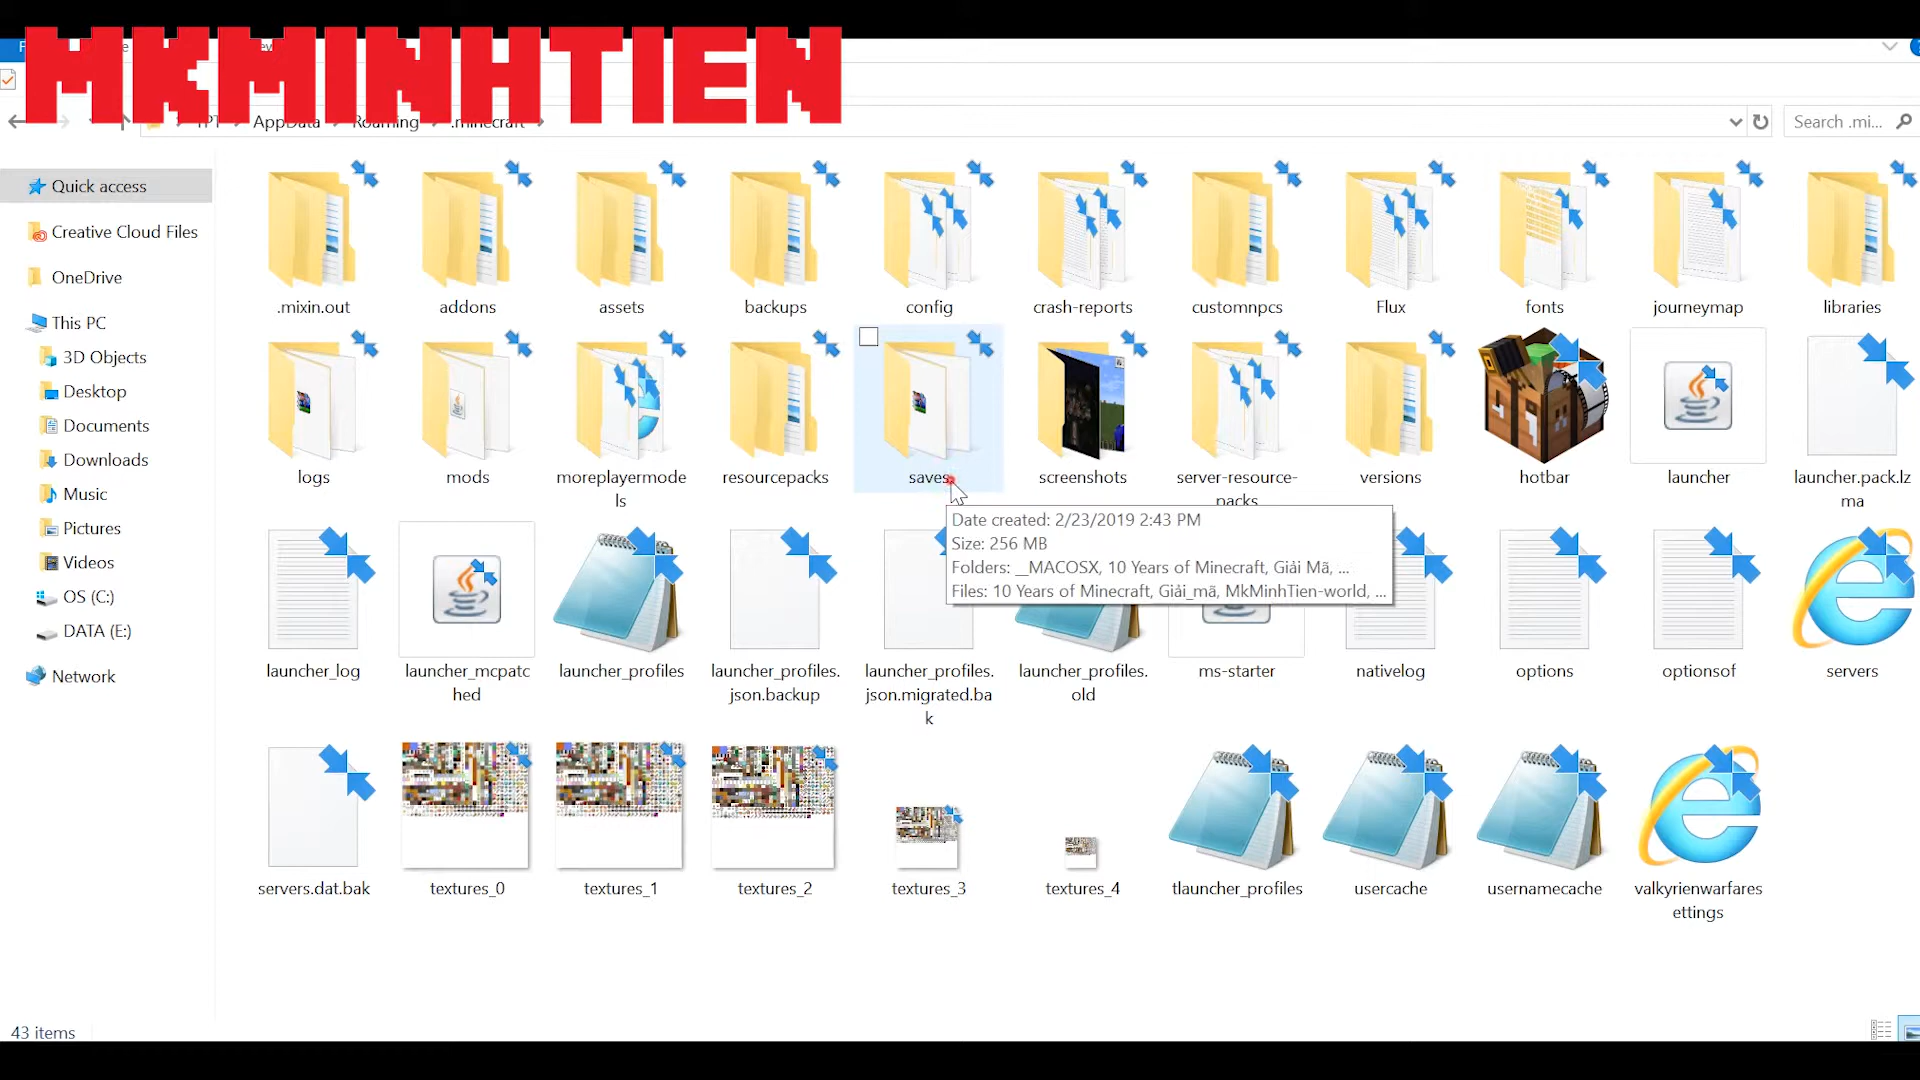 MKMINHTIEN
AppData Roaming .minecraft
Search .mi...
Quick access
Creative Cloud Files
OneDrive
This PC
3D Objects
Desktop
Documents
Downloads
Music
Pictures
Videos
OS (C:)
DATA (E:)
Network
.mixin.out
addons
assets
backups
config
crash-reports
customnpcs
Flux
fonts
journeymap
libraries
logs
mods
moreplayermode
ls
resourcepacks
saves
screenshots
server-resource-
packs
versions
hotbar
launcher
launcher.pack.lz
ma
Date created: 2/23/2019 2:43 PM
Size: 256 MB
Folders: __MACOSX, 10 Years of Minecraft, Giải Mã, ...
Files: 10 Years of Minecraft, Giải_mã, MkMinhTien-world, ...
launcher_log
launcher_mcpatc
hed
launcher_profiles
launcher_profiles.
json.backup
launcher_profiles.
json.migrated.ba
k
launcher_profiles.
old
ms-starter
nativelog
options
optionsof
servers
servers.dat.bak
textures_0
textures_1
textures_2
textures_3
textures_4
tlauncher_profiles
usercache
usernamecache
valkyrienwarfares
ettings
43 items